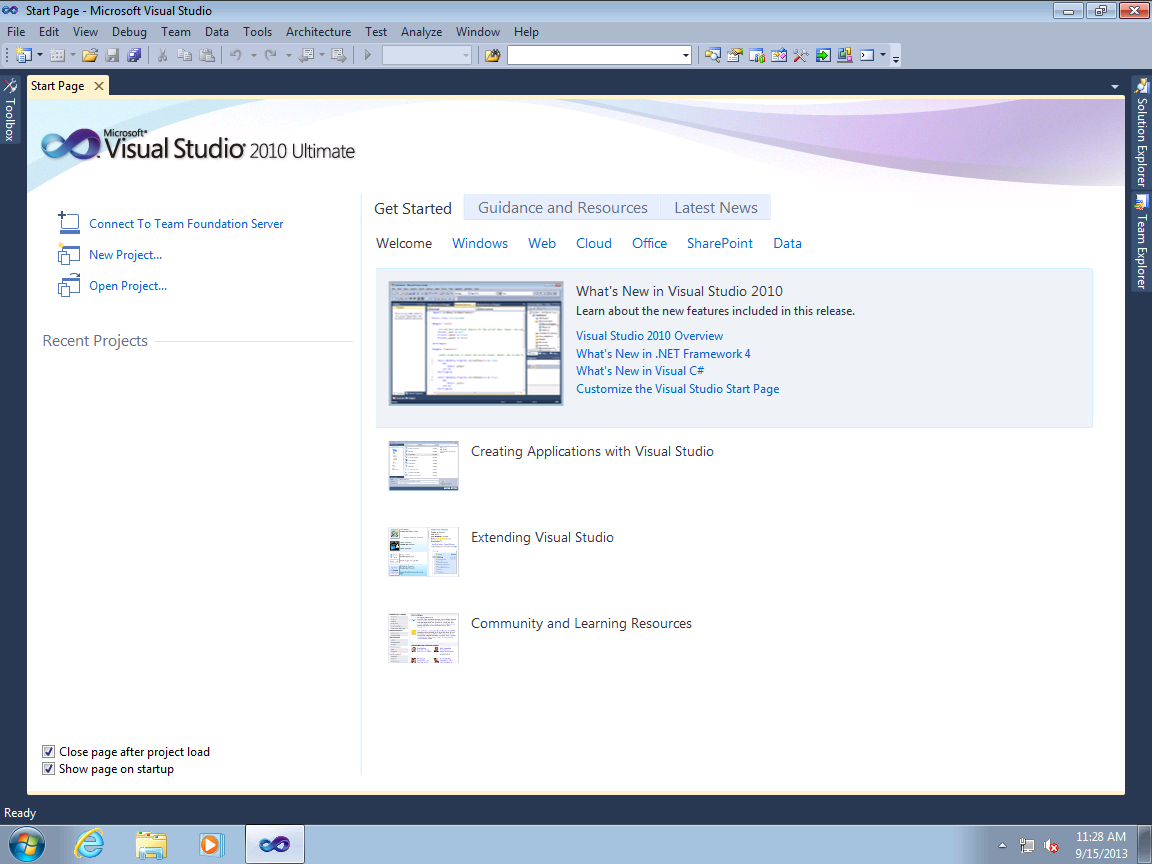 Start Page - Microsoft Visual Studio
File Edit View Debug Team Data Tools Architecture Test Analyze Window Help
Toolbox
Start Page
Solution Explorer
Team Explorer
Microsoft®
Visual Studio® 2010 Ultimate
Connect To Team Foundation Server
New Project...
Open Project...
Recent Projects
Close page after project load
Show page on startup
Get Started Guidance and Resources Latest News
Welcome Windows Web Cloud Office SharePoint Data
What's New in Visual Studio 2010
Learn about the new features included in this release.
Visual Studio 2010 Overview
What's New in .NET Framework 4
What's New in Visual C#
Customize the Visual Studio Start Page
Creating Applications with Visual Studio
Extending Visual Studio
Community and Learning Resources
Ready
11:28 AM
9/15/2013